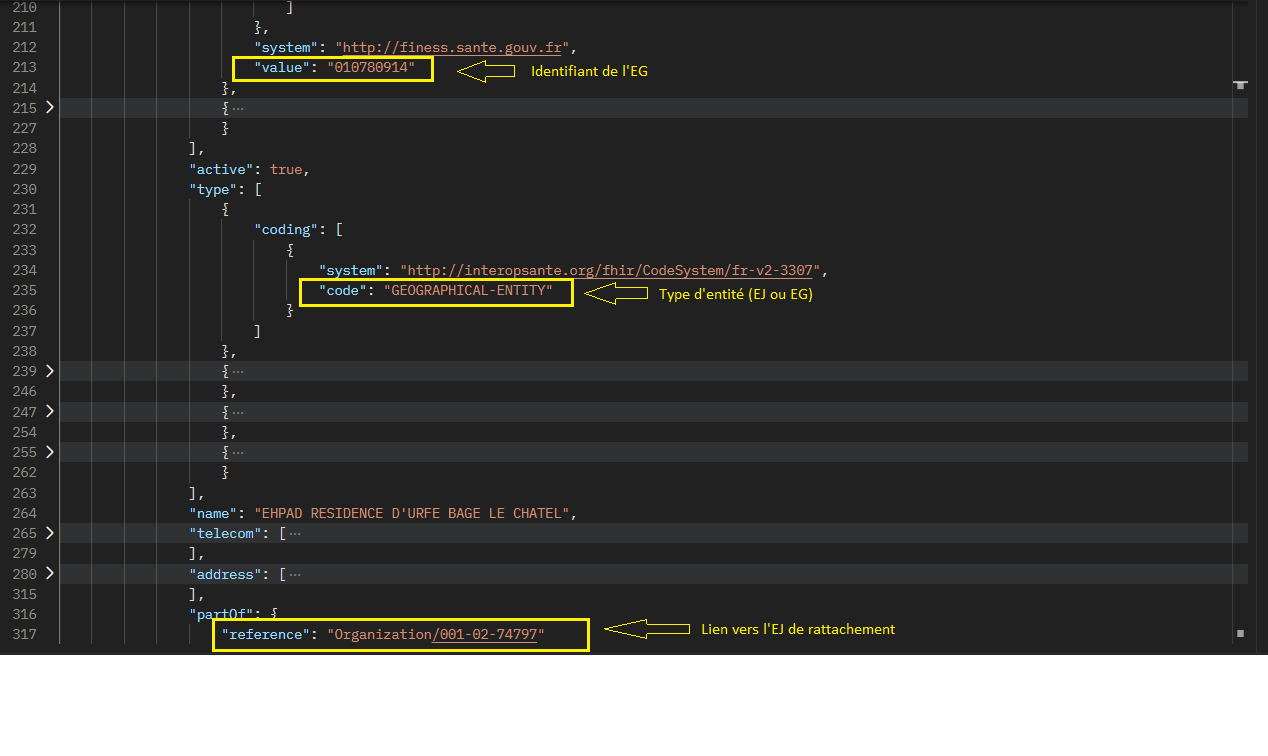 210 ]
211 },
212 "system": "http://finess.sante.gouv.fr",
213 "value": "010780914" Identifiant de l'EG
214 },
215 { ···
227 }
228 ],
229 "active": true,
230 "type": [
231 {
232 "coding": [
233 {
234 "system": "http://interopsante.org/fhir/CodeSystem/fr-v2-3307",
235 "code": "GEOGRAPHICAL-ENTITY" Type d'entité (EJ ou EG)
236 }
237 ]
238 },
239 { ···
246 },
247 { ···
254 },
255 { ···
262 }
263 ],
264 "name": "EHPAD RESIDENCE D'URFE BAGE LE CHATEL",
265 "telecom": [ ···
279 ],
280 "address": [ ···
315 ],
316 "partOf": {
317 "reference": "Organization/001-02-74797" Lien vers l'EJ de rattachement